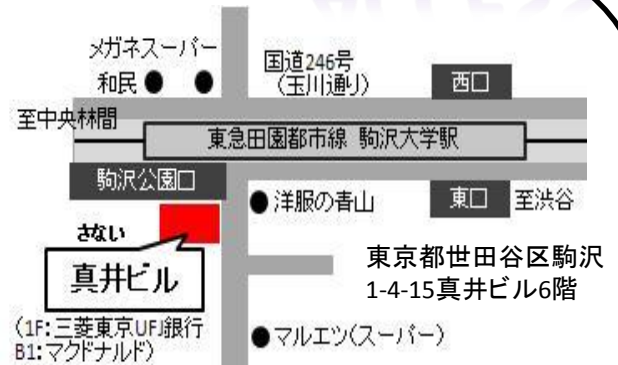 メガネスーパー
和民
国道246号
(玉川通り)
西口
至中央林間
東急田園都市線 駒沢大学駅
駒沢公園口
洋服の青山
東口
至渋谷
さない
真井ビル
東京都世田谷区駒沢
1-4-15真井ビル6階
(1F:三菱東京UFJ銀行
B1:マクドナルド)
マルエツ(スーパー)